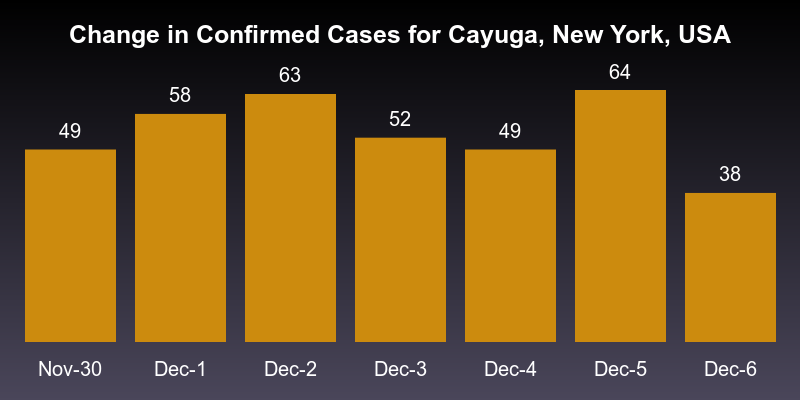 Change in Confirmed Cases for Cayuga, New York, USA
49
58
63
52
49
64
38
Nov-30
Dec-1
Dec-2
Dec-3
Dec-4
Dec-5
Dec-6